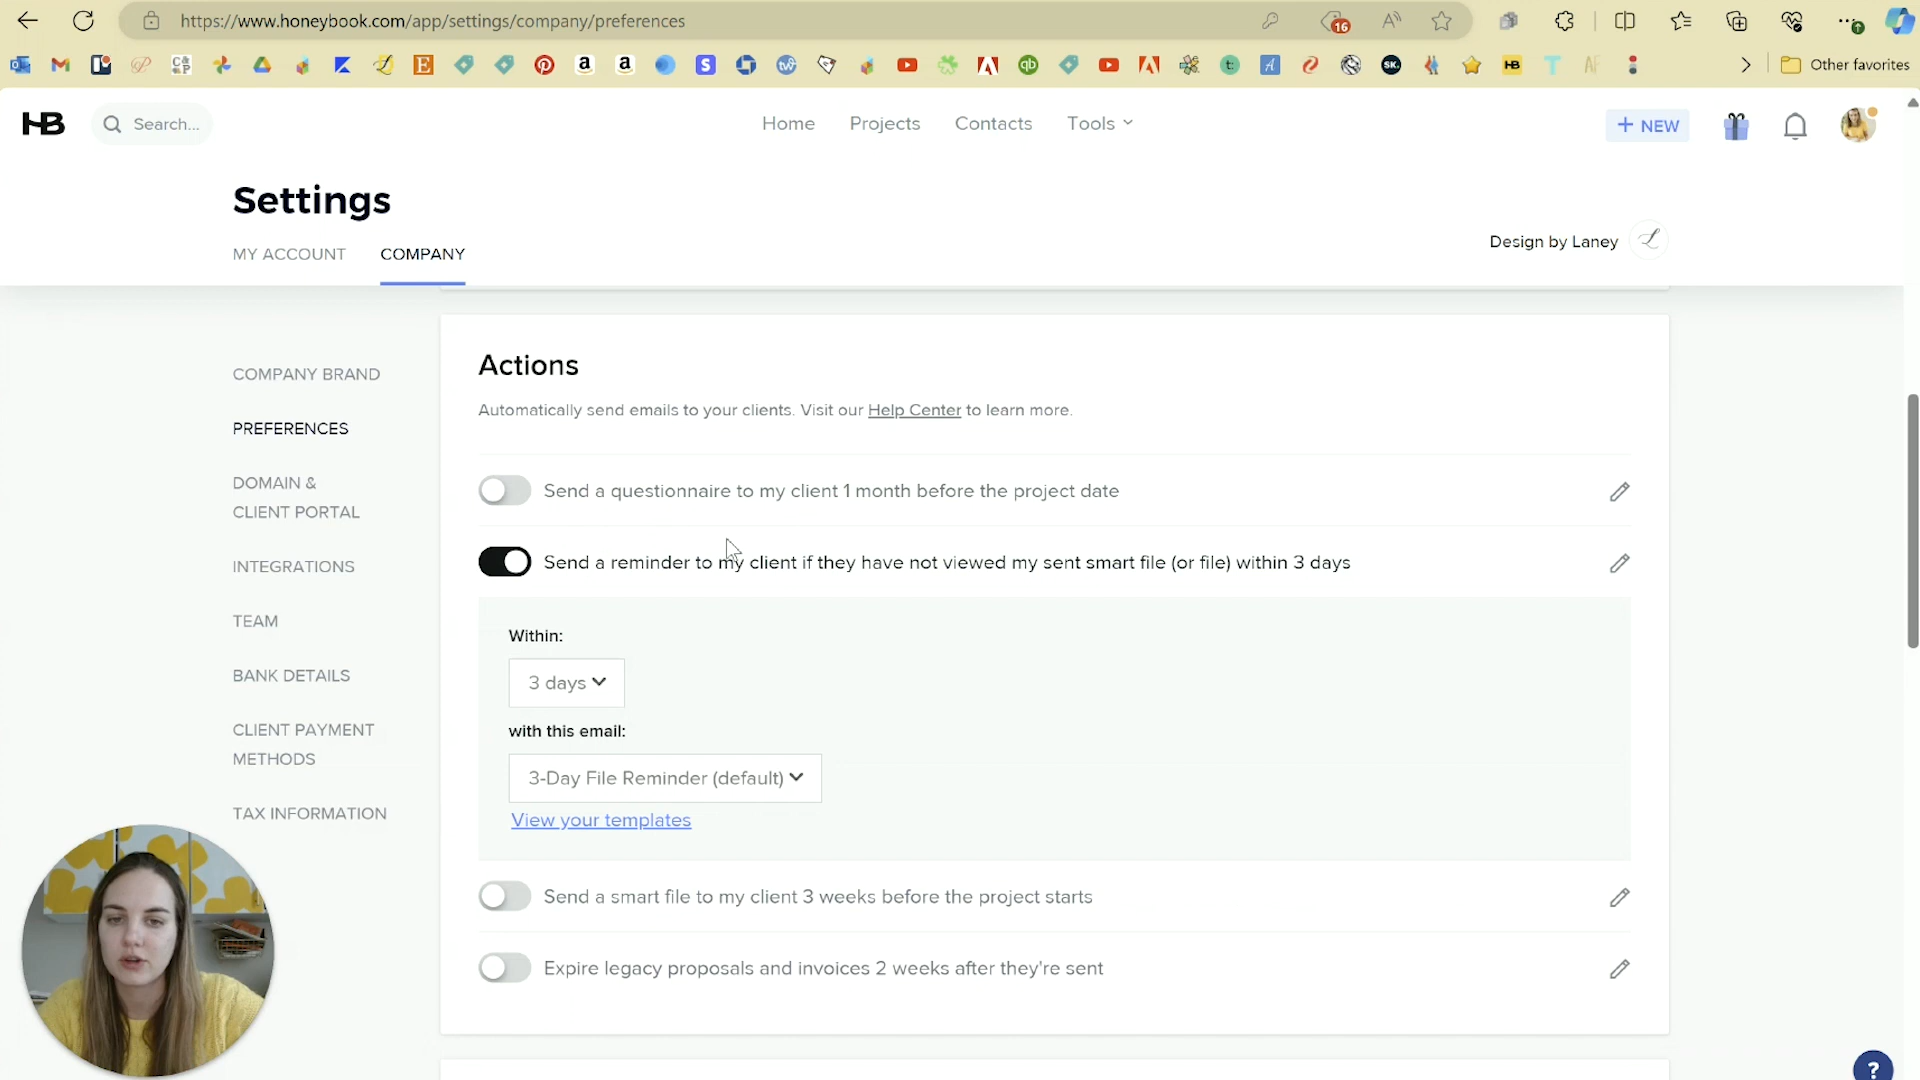 https://www.honeybook.com/app/settings/company/preferences
16
Other favorites
HB
Search...
Home
Projects
Contacts
Tools
+ NEW
Settings
MY ACCOUNT
COMPANY
Design by Laney
COMPANY BRAND
PREFERENCES
DOMAIN &
CLIENT PORTAL
INTEGRATIONS
TEAM
BANK DETAILS
CLIENT PAYMENT
METHODS
TAX INFORMATION
Actions
Automatically send emails to your clients. Visit our Help Center to learn more.
Send a questionnaire to my client 1 month before the project date
Send a reminder to my client if they have not viewed my sent smart file (or file) within 3 days
Within:
3 days
with this email:
3-Day File Reminder (default)
View your templates
Send a smart file to my client 3 weeks before the project starts
Expire legacy proposals and invoices 2 weeks after they're sent
?